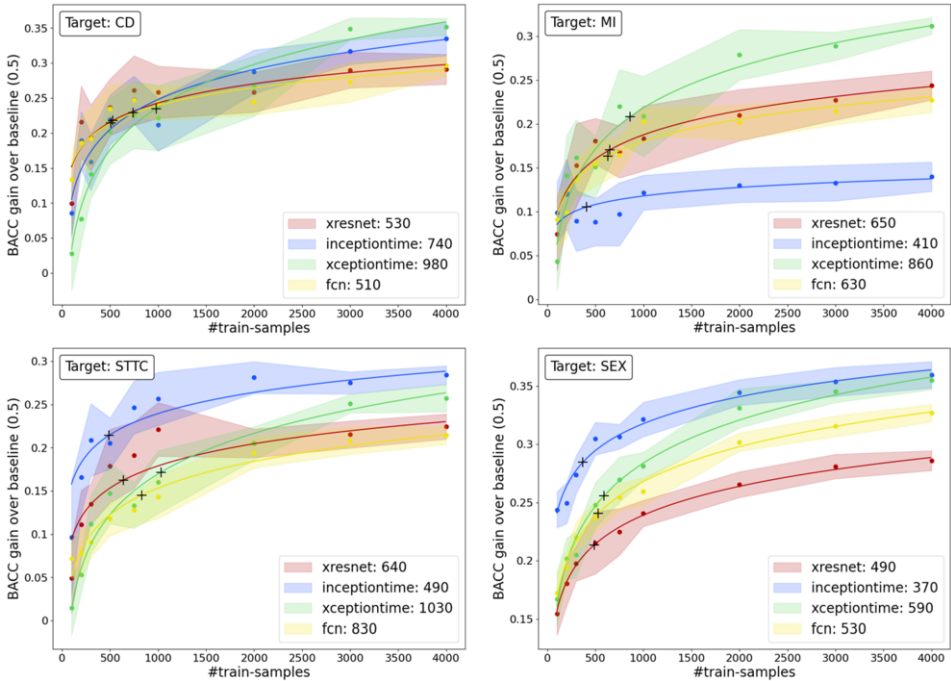 Target: CD
BACC gain over baseline (0.5)
0.35
0.3
0.25
0.2
0.15
0.1
0.05
0
xresnet: 530
inceptiontime: 740
xceptiontime: 980
fcn: 510
0 500 1000 1500 2000 2500 3000 3500 4000
#train-samples
Target: MI
BACC gain over baseline (0.5)
0.3
0.25
0.2
0.15
0.1
0.05
0
xresnet: 650
inceptiontime: 410
xceptiontime: 860
fcn: 630
0 500 1000 1500 2000 2500 3000 3500 4000
#train-samples
Target: STTC
BACC gain over baseline (0.5)
0.3
0.25
0.2
0.15
0.1
0.05
0
xresnet: 640
inceptiontime: 490
xceptiontime: 1030
fcn: 830
0 500 1000 1500 2000 2500 3000 3500 4000
#train-samples
Target: SEX
BACC gain over baseline (0.5)
0.35
0.3
0.25
0.2
0.15
xresnet: 490
inceptiontime: 370
xceptiontime: 590
fcn: 530
0 500 1000 1500 2000 2500 3000 3500 4000
#train-samples